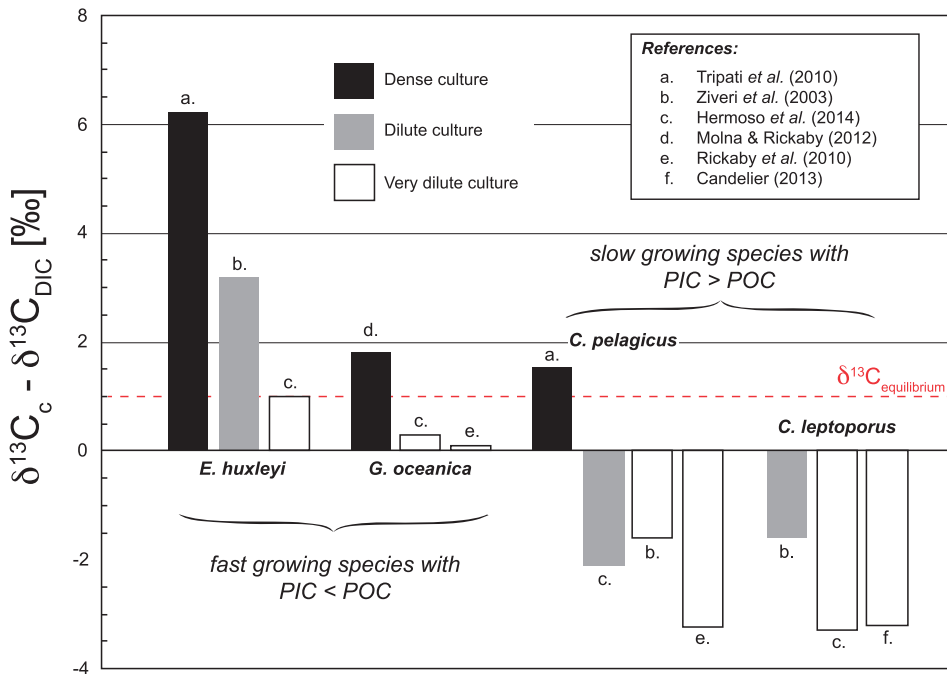 8
6
4
2
0
-2
-4
δ13Cc - δ13CDIC [‰]
Dense culture
Dilute culture
Very dilute culture
References:
a. Tripati et al. (2010)
b. Ziveri et al. (2003)
c. Hermoso et al. (2014)
d. Molna & Rickaby (2012)
e. Rickaby et al. (2010)
f. Candelier (2013)
a.
b.
c.
d.
c.
e.
a.
c.
b.
e.
b.
c.
f.
slow growing species with
PIC > POC
C. pelagicus
δ13Cequilibrium
C. leptoporus
E. huxleyi
G. oceanica
fast growing species with
PIC < POC